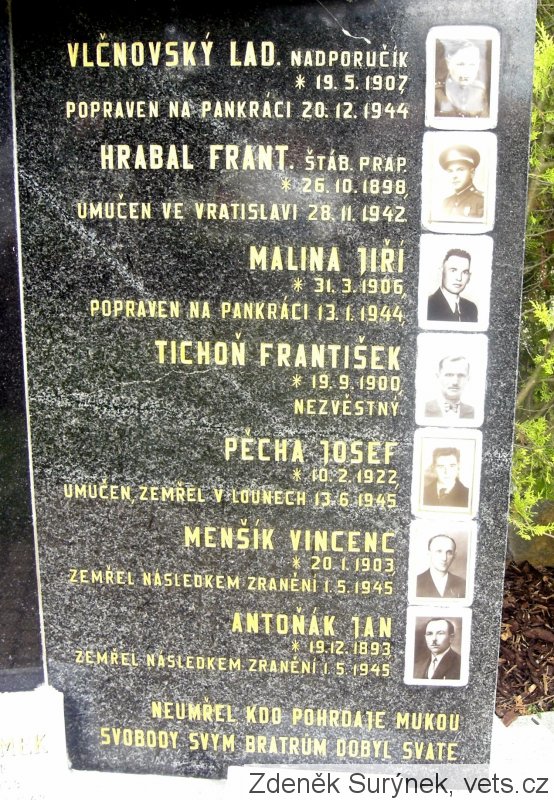 VLČNOVSKÝ LAD. NADPORUČÍK
* 19. 5. 1907,
POPRAVEN NA PANKRÁCI 20. 12. 1944
HRABAL FRANT. ŠTÁB. PRAP.
* 26. 10. 1898,
UMUČEN VE VRATISLAVI 28. 11. 1942
MALINA JIŘÍ
* 31. 3. 1906,
POPRAVEN NA PANKRÁCI 13. 1. 1944,
TICHOŇ FRANTIŠEK
* 19. 9. 1900,
NEZVĚSTNÝ
PĚCHA JOSEF
* 10. 2. 1922,
UMUČEN, ZEMŘEL V LOUNECH 13. 6. 1945
MENŠÍK VINCENC
* 20. 1. 1903
ZEMŘEL NÁSLEDKEM ZRANĚNÍ 1. 5. 1945
ANTOŇÁK JAN
* 19. 12. 1893
ZEMŘEL NÁSLEDKEM ZRANĚNÍ 1. 5. 1945
NEUMŘEL KDO POHRDAJE MUKOU
SVOBODY SVÝM BRATRŮM DOBYL SVATÉ
Zdeněk Surýnek, vets.cz